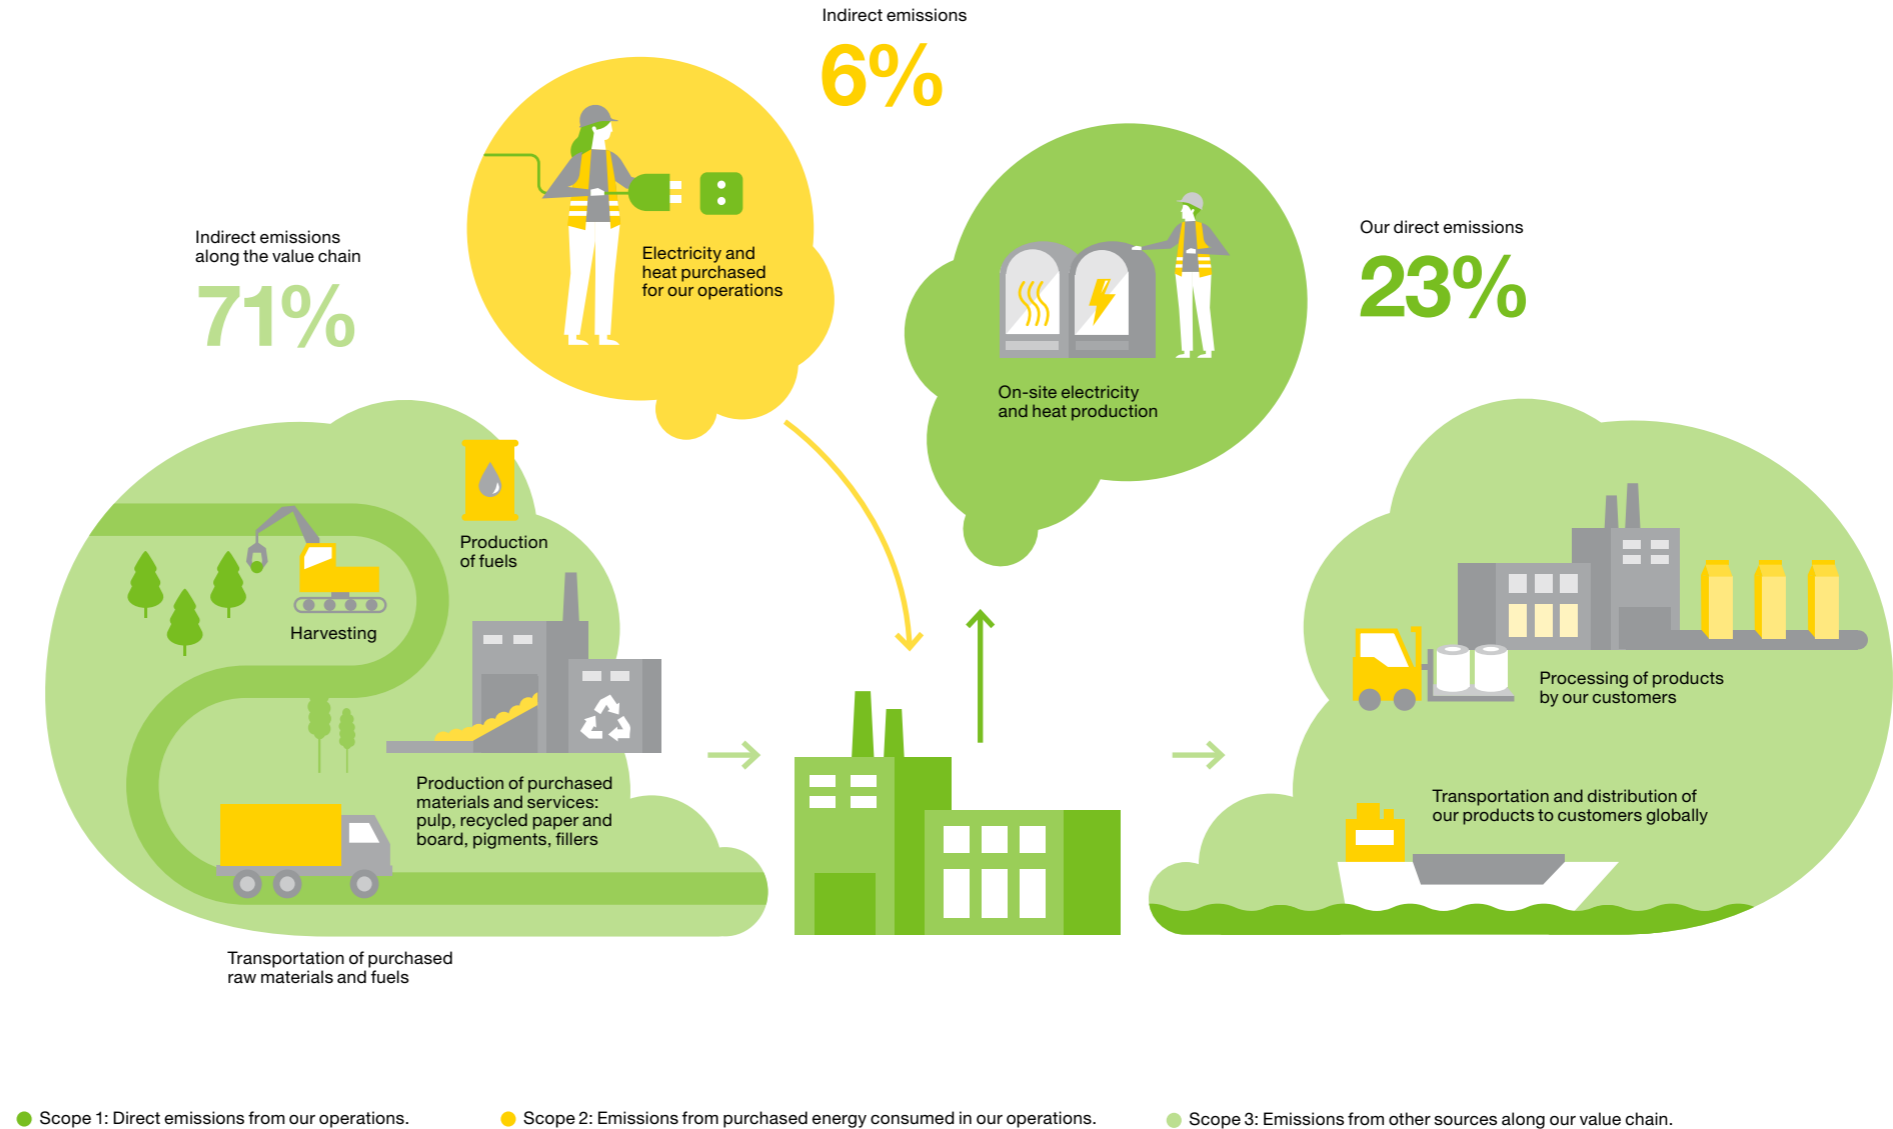 Indirect emissions
6%
Indirect emissions
along the value chain
71%
Electricity and
heat purchased
for our operations
Our direct emissions
23%
On-site electricity
and heat production
Production
of fuels
Harvesting
Production of purchased
materials and services:
pulp, recycled paper and
board, pigments, fillers
Transportation of purchased
raw materials and fuels
Processing of products
by our customers
Transportation and distribution of
our products to customers globally
Scope 1: Direct emissions from our operations.
Scope 2: Emissions from purchased energy consumed in our operations.
Scope 3: Emissions from other sources along our value chain.